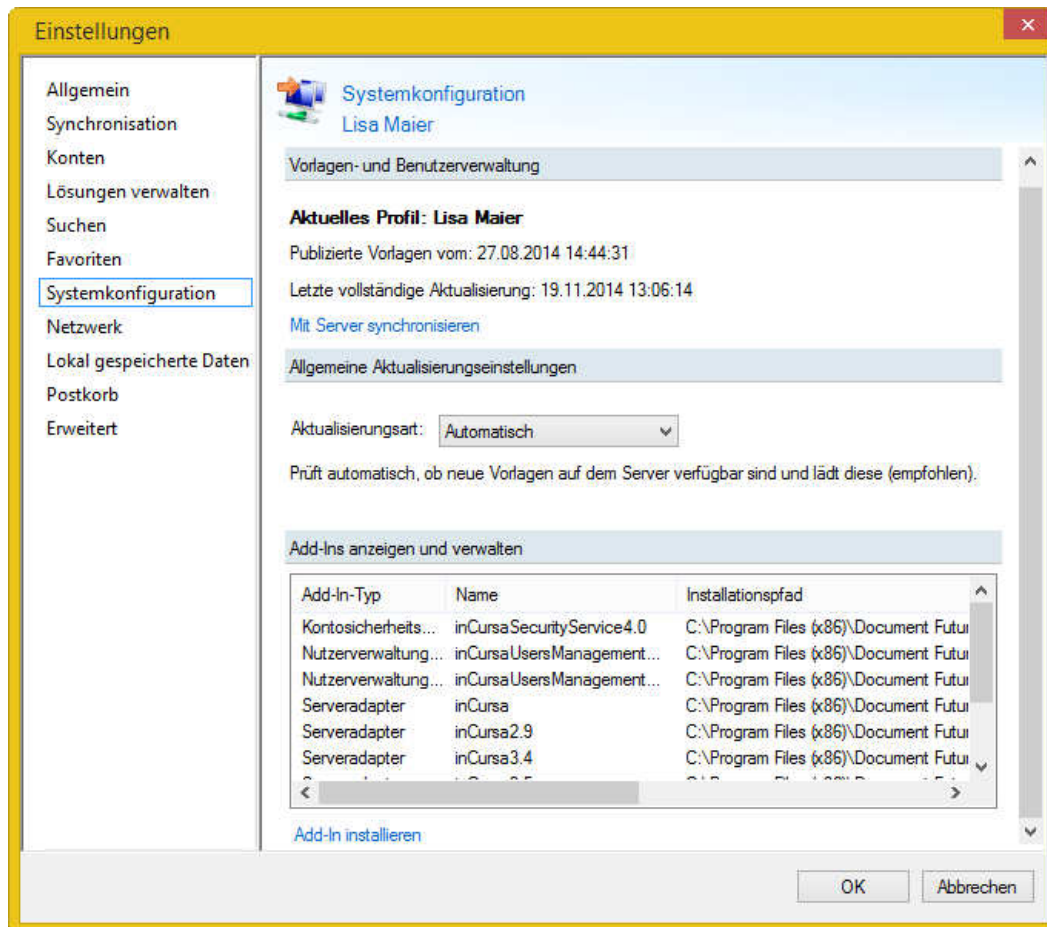 Einstellungen
Allgemein
Synchronisation
Konten
Lösungen verwalten
Suchen
Favoriten
Systemkonfiguration
Netzwerk
Lokal gespeicherte Daten
Postkorb
Erweitert
Systemkonfiguration
Lisa Maier
Vorlagen- und Benutzerverwaltung
Aktuelles Profil: Lisa Maier
Publizierte Vorlagen vom: 27.08.2014 14:44:31
Letzte vollständige Aktualisierung: 19.11.2014 13:06:14
Mit Server synchronisieren
Allgemeine Aktualisierungseinstellungen
Aktualisierungsart: Automatisch
Prüft automatisch, ob neue Vorlagen auf dem Server verfügbar sind und lädt diese (empfohlen).
Add-Ins anzeigen und verwalten
Add-In-Typ Name Installationspfad
Kontosicherheits... inCursaSecurityService4.0 C:\Program Files (x86)\Document Futur
Nutzerverwaltung... inCursaUsersManagement... C:\Program Files (x86)\Document Futur
Nutzerverwaltung... inCursaUsersManagement... C:\Program Files (x86)\Document Futur
Serveradapter inCursa C:\Program Files (x86)\Document Futur
Serveradapter inCursa2.9 C:\Program Files (x86)\Document Futur
Serveradapter inCursa3.4 C:\Program Files (x86)\Document Futur
Add-In installieren
OK Abbrechen